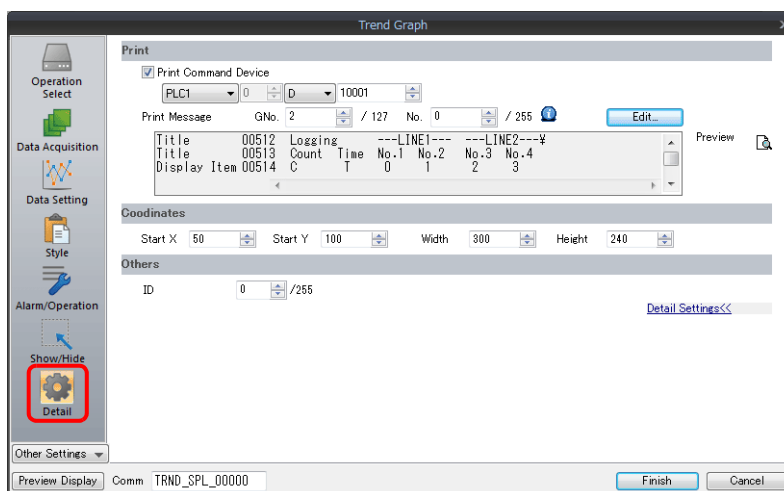 Trend Graph
Operation
Select
Data Acquisition
Data Setting
Style
Alarm/Operation
Show/Hide
Detail
Other Settings
Print
Print Command Device
PLC1 0 D 10001
Print Message GNo. 2 / 127 No. 0 / 255 Edit...
Title 00512 Logging ---LINE1--- ---LINE2---¥
Title 00513 Count Time No.1 No.2 No.3 No.4
Display Item 00514 C T 0 1 2 3
Preview
Coodinates
Start X 50 Start Y 100 Width 300 Height 240
Others
ID 0 /255
Detail Settings<<
Preview Display Comm TRND_SPL_00000 Finish Cancel